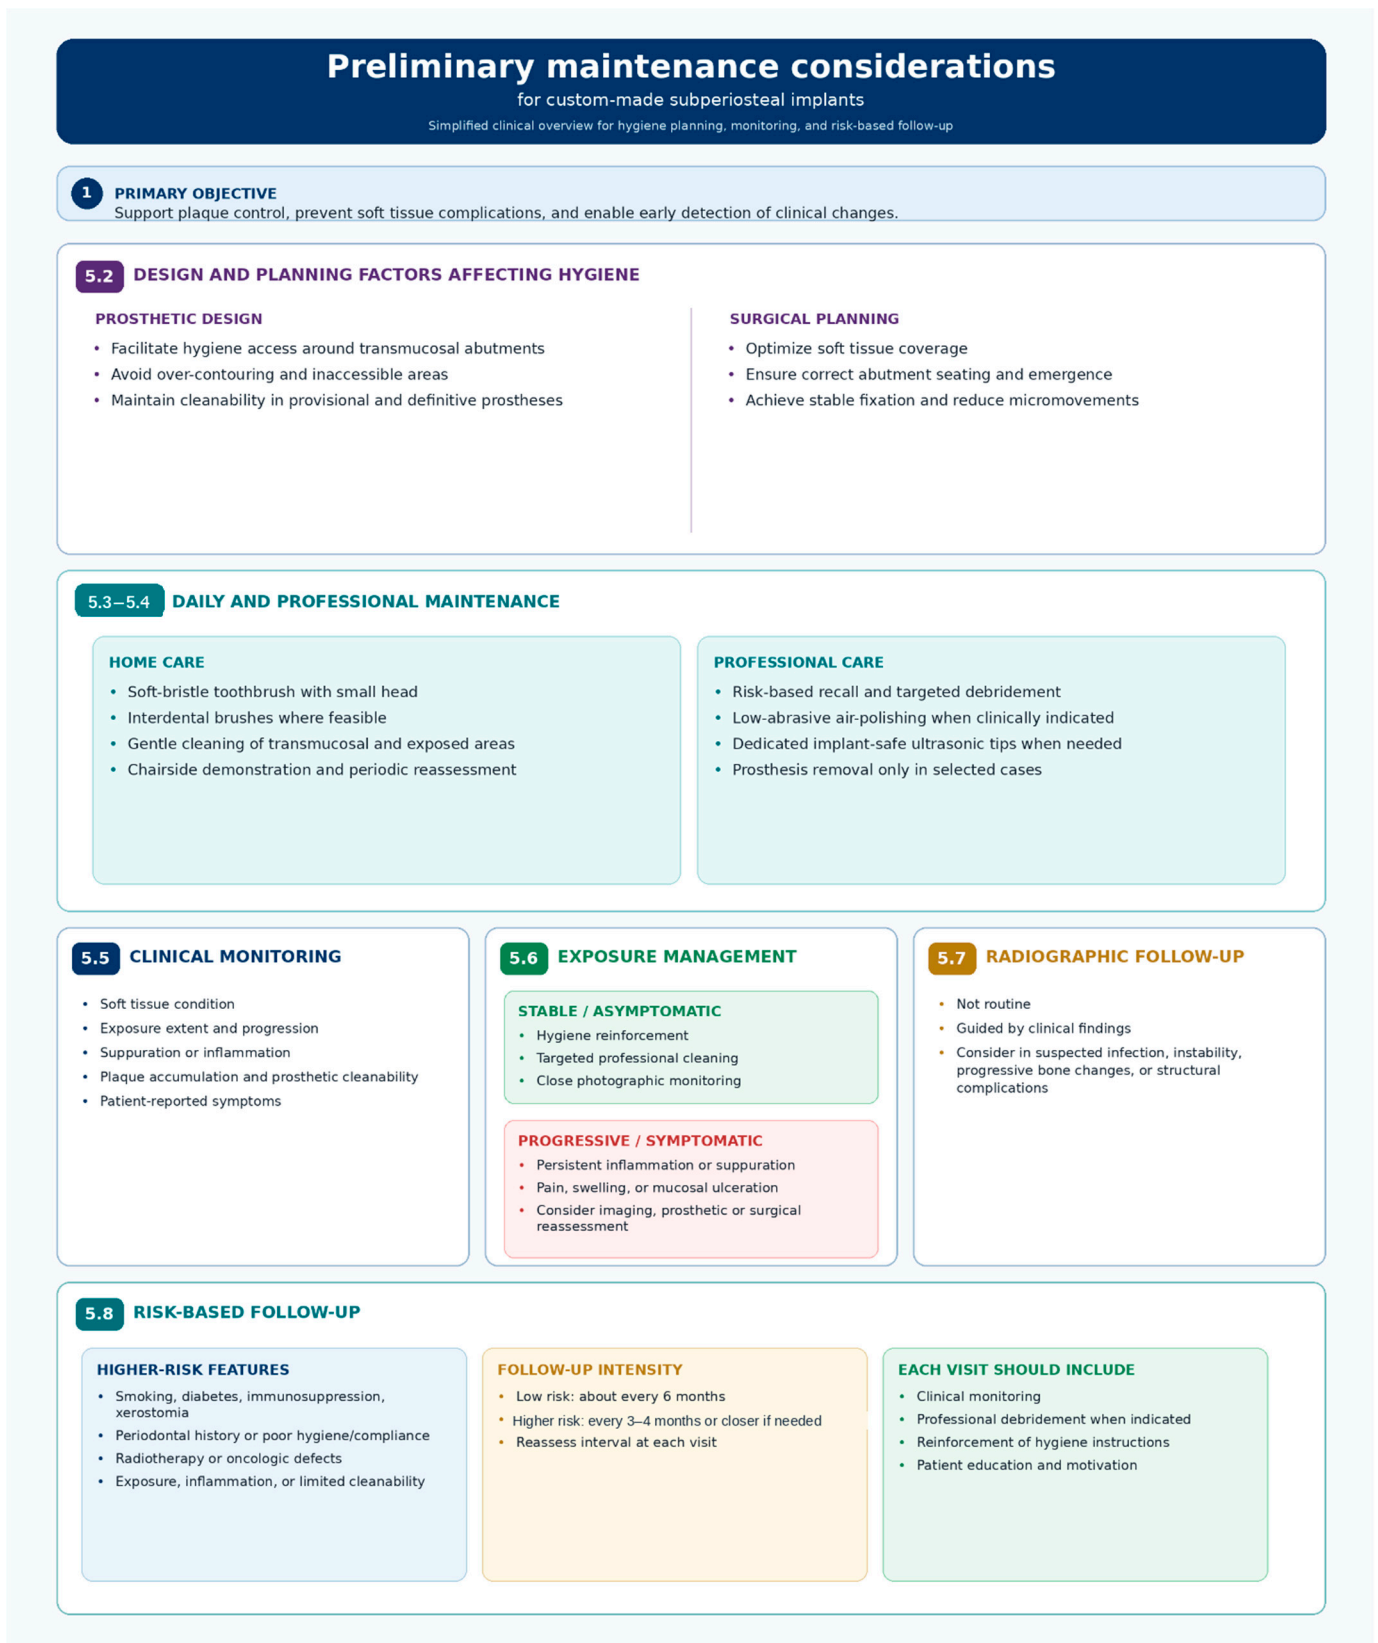 Preliminary maintenance considerations
for custom-made subperiosteal implants
Simplified clinical overview for hygiene planning, monitoring, and risk-based follow-up
1
PRIMARY OBJECTIVE
Support plaque control, prevent soft tissue complications, and enable early detection of clinical changes.
5.2 DESIGN AND PLANNING FACTORS AFFECTING HYGIENE
PROSTHETIC DESIGN
• Facilitate hygiene access around transmucosal abutments
• Avoid over-contouring and inaccessible areas
• Maintain cleanability in provisional and definitive prostheses
SURGICAL PLANNING
• Optimize soft tissue coverage
• Ensure correct abutment seating and emergence
• Achieve stable fixation and reduce micromovements
5.3–5.4 DAILY AND PROFESSIONAL MAINTENANCE
HOME CARE
• Soft-bristle toothbrush with small head
• Interdental brushes where feasible
• Gentle cleaning of transmucosal and exposed areas
• Chairside demonstration and periodic reassessment
PROFESSIONAL CARE
• Risk-based recall and targeted debridement
• Low-abrasive air-polishing when clinically indicated
• Dedicated implant-safe ultrasonic tips when needed
• Prosthesis removal only in selected cases
5.5 CLINICAL MONITORING
• Soft tissue condition
• Exposure extent and progression
• Suppuration or inflammation
• Plaque accumulation and prosthetic cleanability
• Patient-reported symptoms
5.6 EXPOSURE MANAGEMENT
STABLE / ASYMPTOMATIC
• Hygiene reinforcement
• Targeted professional cleaning
• Close photographic monitoring
PROGRESSIVE / SYMPTOMATIC
• Persistent inflammation or suppuration
• Pain, swelling, or mucosal ulceration
• Consider imaging, prosthetic or surgical
reassessment
5.7 RADIOGRAPHIC FOLLOW-UP
• Not routine
• Guided by clinical findings
• Consider in suspected infection, instability,
progressive bone changes, or structural
complications
5.8 RISK-BASED FOLLOW-UP
HIGHER-RISK FEATURES
• Smoking, diabetes, immunosuppression,
xerostomia
• Periodontal history or poor hygiene/compliance
• Radiotherapy or oncologic defects
• Exposure, inflammation, or limited cleanability
FOLLOW-UP INTENSITY
• Low risk: about every 6 months
• Higher risk: every 3–4 months or closer if needed
• Reassess interval at each visit
EACH VISIT SHOULD INCLUDE
• Clinical monitoring
• Professional debridement when indicated
• Reinforcement of hygiene instructions
• Patient education and motivation